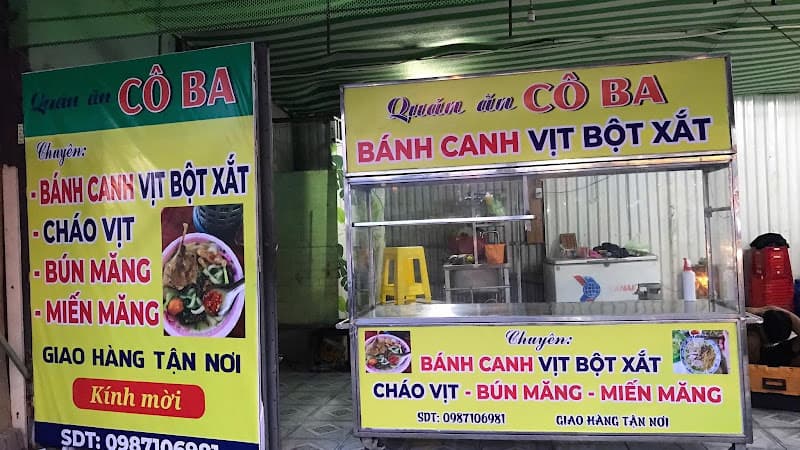 Quán ăn CÔ BA
Chuyên:
- BÁNH CANH VỊT BỘT XẮT
- CHÁO VỊT
- BÚN MĂNG
- MIẾN MĂNG
GIAO HÀNG TẬN NƠI
Kính mời
SĐT: 0987106981
Quán ăn CÔ BA
BÁNH CANH VỊT BỘT XẮT
Chuyên:
BÁNH CANH VỊT BỘT XẮT
CHÁO VỊT - BÚN MĂNG - MIẾN MĂNG
SĐT: 0987106981 GIAO HÀNG TẬN NƠI